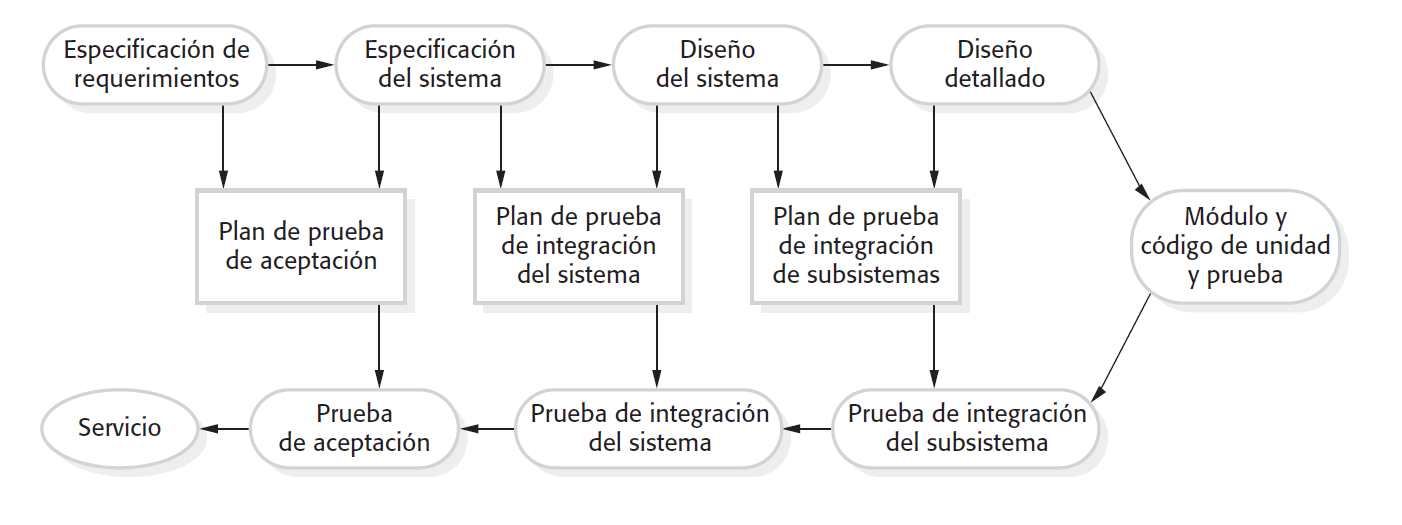 Especificación de
requerimientos
Especificación
del sistema
Diseño
del sistema
Diseño
detallado
Plan de prueba
de aceptación
Plan de prueba
de integración
del sistema
Plan de prueba
de integración
de subsistemas
Módulo y
código de unidad
y prueba
Servicio
Prueba
de aceptación
Prueba de integración
del sistema
Prueba de integración
del subsistema